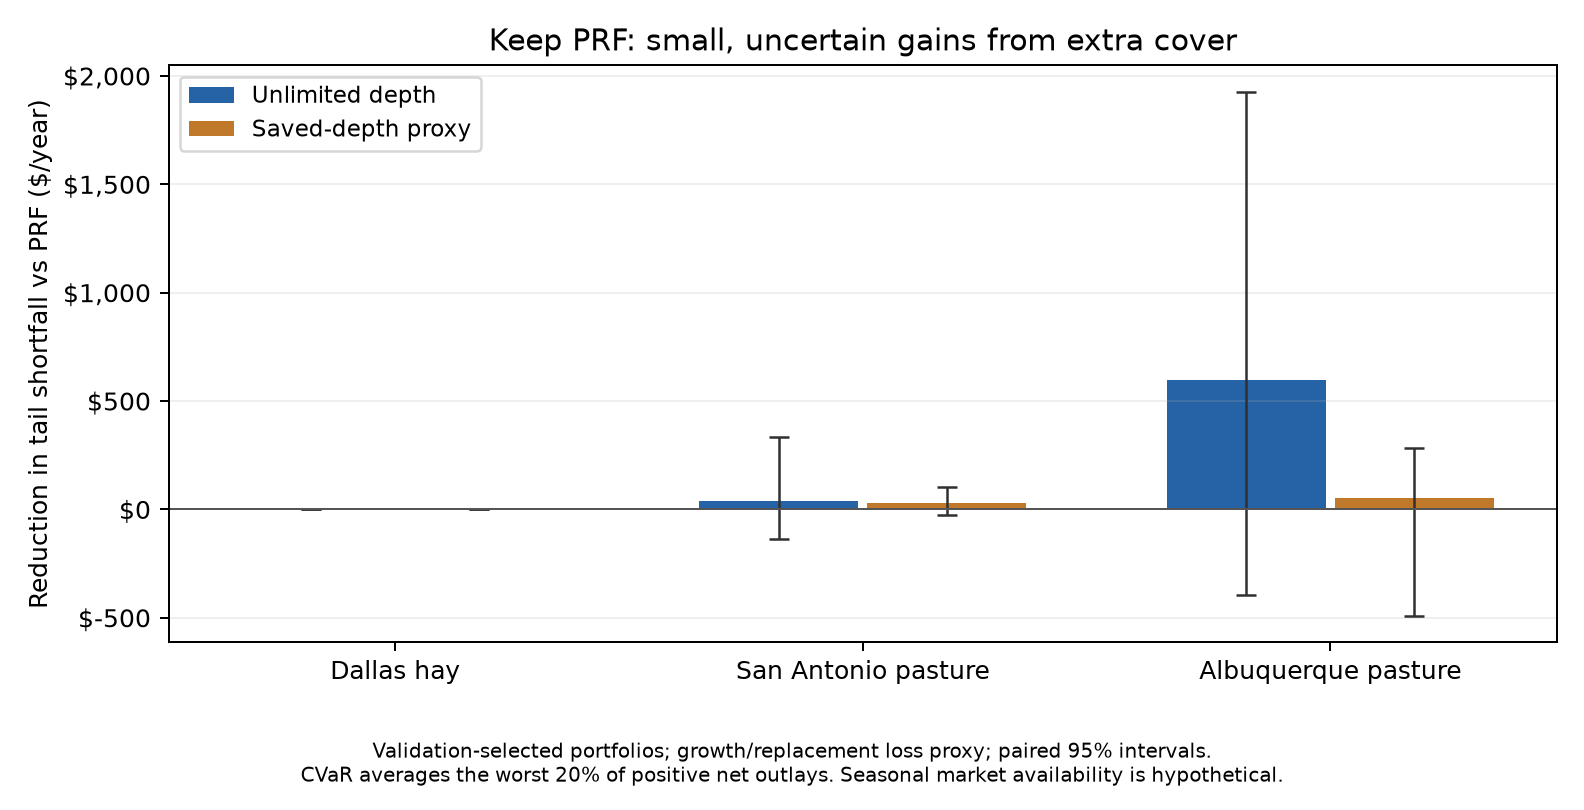 Keep PRF: small, uncertain gains from extra cover
Unlimited depth
Saved-depth proxy
Reduction in tail shortfall vs PRF ($/year)
$2,000
$1,500
$1,000
$500
$0
$-500
Dallas hay
San Antonio pasture
Albuquerque pasture
Validation-selected portfolios; growth/replacement loss proxy; paired 95% intervals.
CVaR averages the worst 20% of positive net outlays. Seasonal market availability is hypothetical.